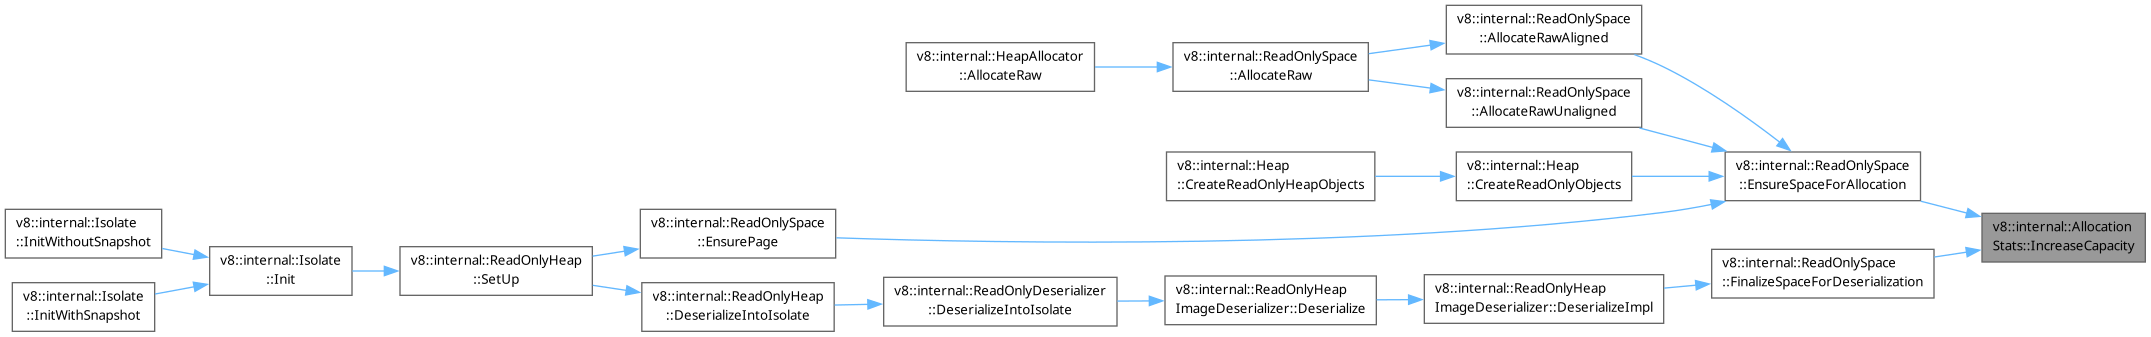 v8::internal::ReadOnlySpace
::AllocateRawAligned
v8::internal::HeapAllocator
::AllocateRaw
v8::internal::ReadOnlySpace
::AllocateRaw
v8::internal::ReadOnlySpace
::AllocateRawUnaligned
v8::internal::Heap
::CreateReadOnlyHeapObjects
v8::internal::Heap
::CreateReadOnlyObjects
v8::internal::ReadOnlySpace
::EnsureSpaceForAllocation
v8::internal::Isolate
::InitWithoutSnapshot
v8::internal::ReadOnlySpace
::EnsurePage
v8::internal::Allocation
Stats::IncreaseCapacity
v8::internal::Isolate
::Init
v8::internal::ReadOnlyHeap
::SetUp
v8::internal::ReadOnlySpace
::FinalizeSpaceForDeserialization
v8::internal::Isolate
::InitWithSnapshot
v8::internal::ReadOnlyHeap
::DeserializeIntoIsolate
v8::internal::ReadOnlyDeserializer
::DeserializeIntoIsolate
v8::internal::ReadOnlyHeap
ImageDeserializer::Deserialize
v8::internal::ReadOnlyHeap
ImageDeserializer::DeserializeImpl